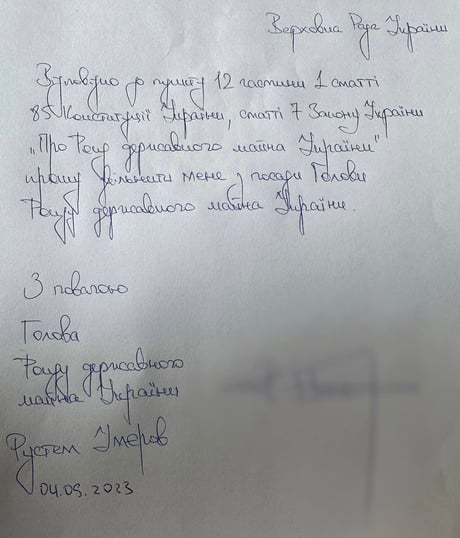 Верховна Рада України
Відповідно до пункту 12 частини 1 статті
85 Конституції України, статті 7 Закону України
„Про Фонд державного майна України"
прошу звільнити мене з посади Голови
Фонду державного майна України.
З повагою
Голова
Фонду державного
майна України
Рустем Умєров
04.09.2023